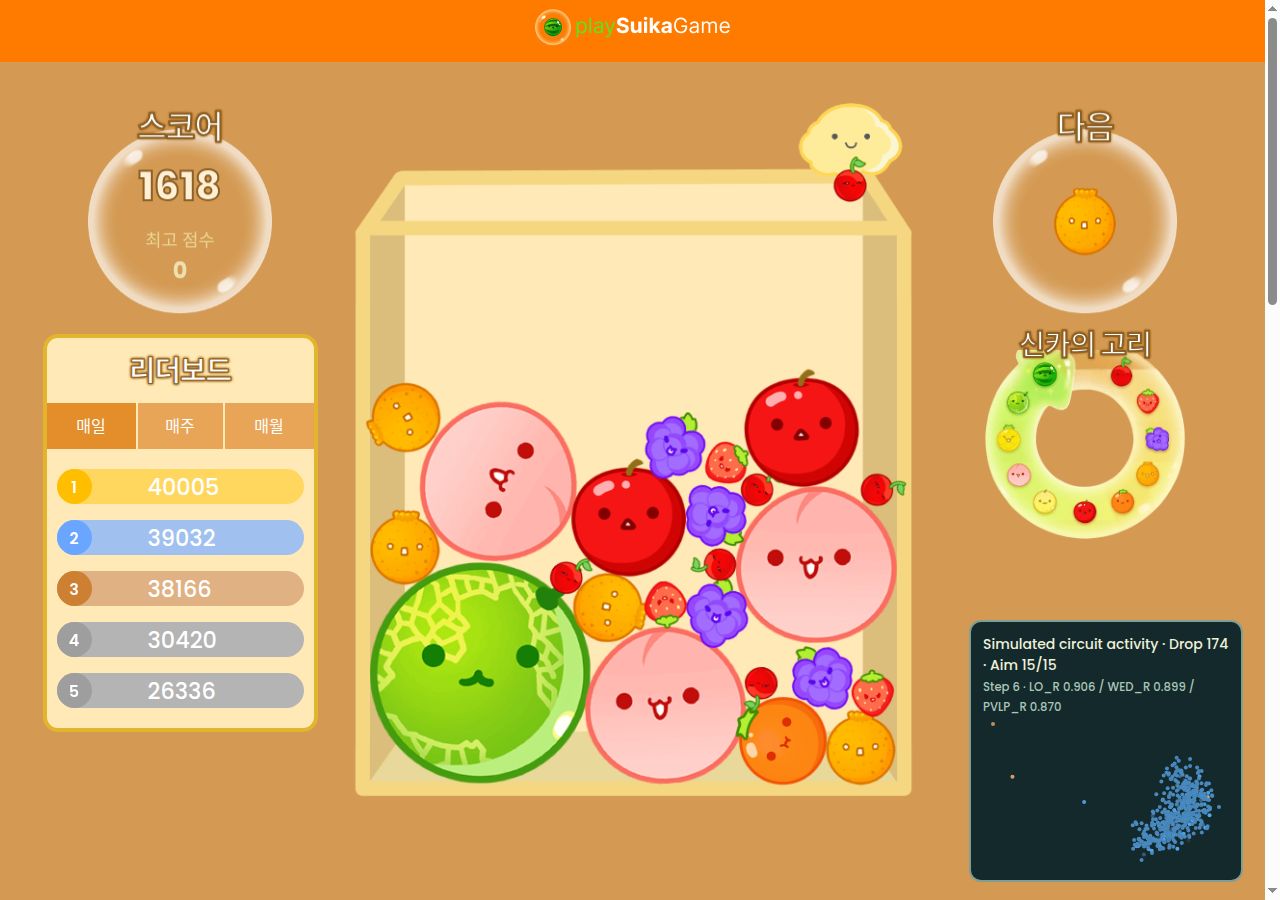 playSuikaGame
스코어
1618
최고 점수
0
리더보드
매일 매주 매월
1 40005
2 39032
3 38166
4 30420
5 26336
다음
신카의 고리
Simulated circuit activity · Drop 174
· Aim 15/15
Step 6 · LO_R 0.906 / WED_R 0.899 /
PVLP_R 0.870